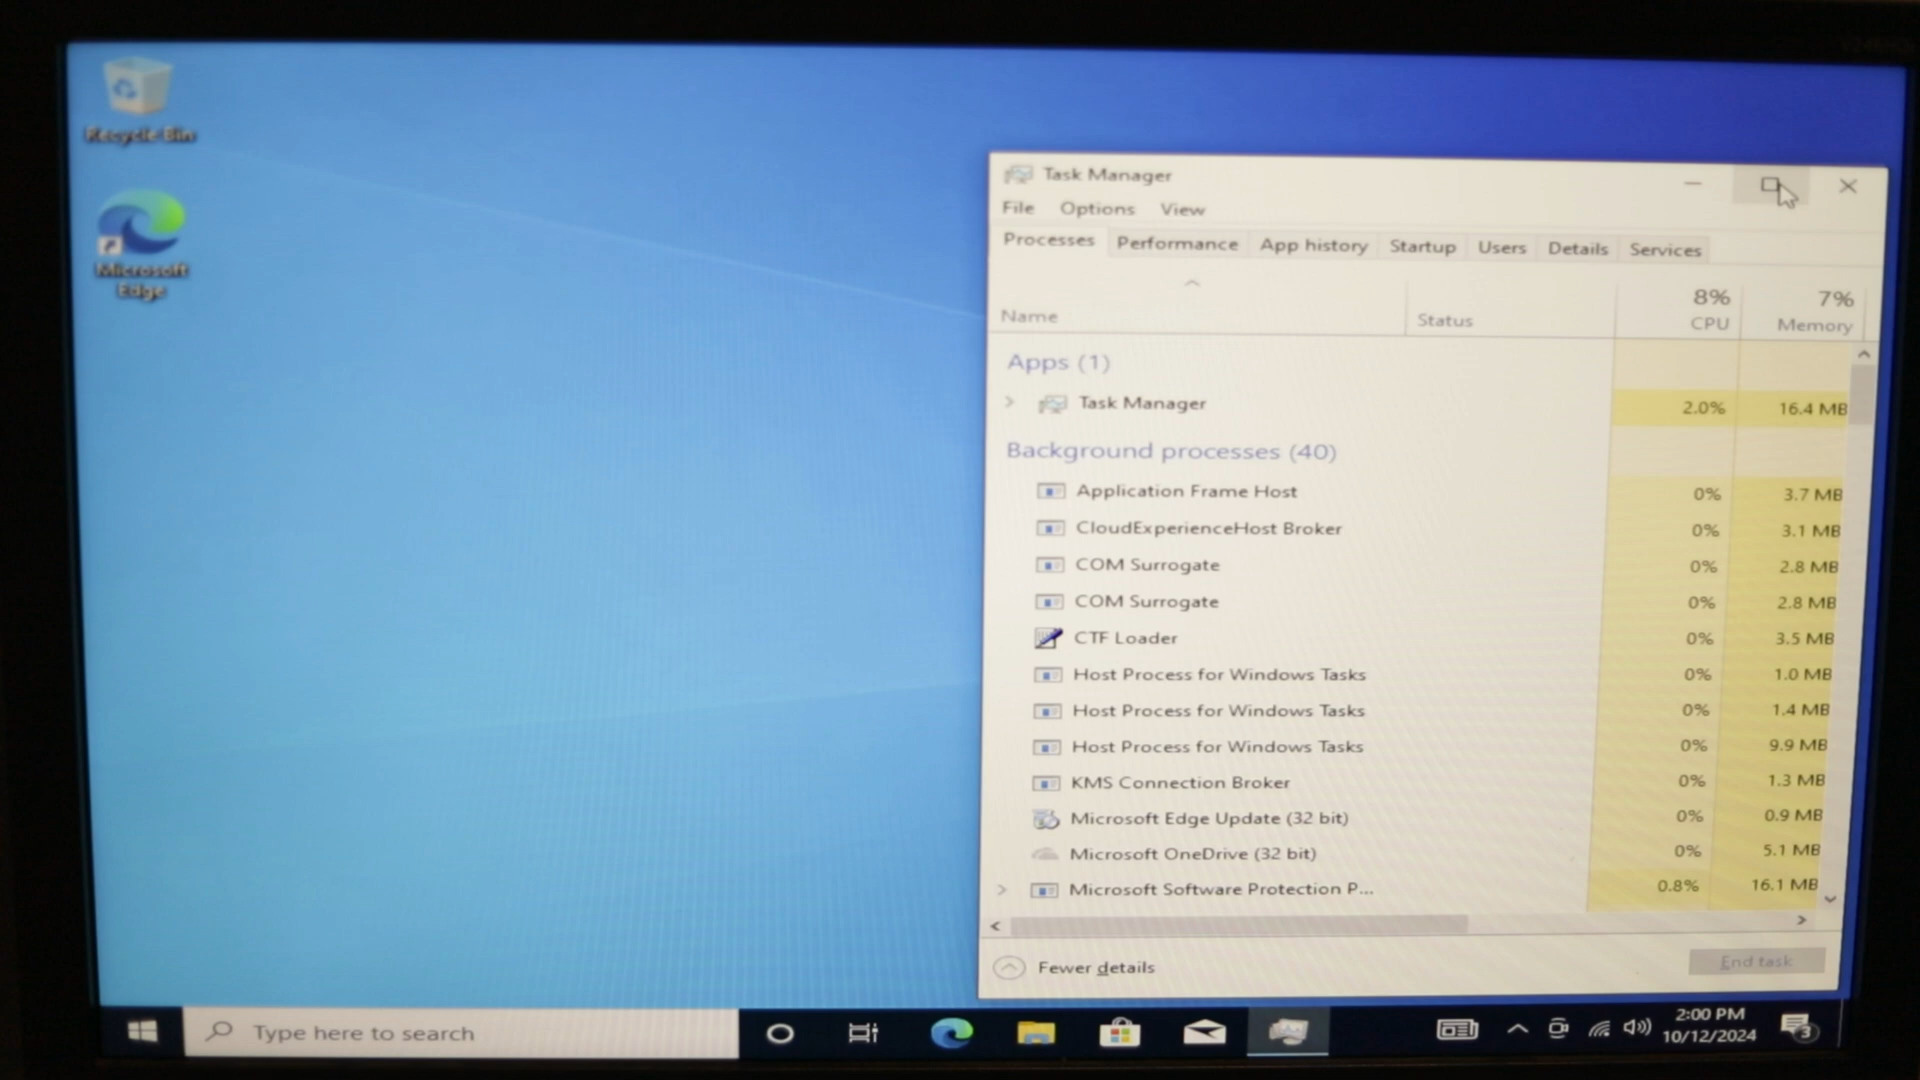 Recycle Bin
Microsoft
Edge
Task Manager
File Options View
Processes Performance App history Startup Users Details Services
8% 7%
Name Status CPU Memory
Apps (1)
Task Manager 2.0% 16.4 MB
Background processes (40)
Application Frame Host 0% 3.7 MB
CloudExperienceHost Broker 0% 3.1 MB
COM Surrogate 0% 2.8 MB
COM Surrogate 0% 2.8 MB
CTF Loader 0% 3.5 MB
Host Process for Windows Tasks 0% 1.0 MB
Host Process for Windows Tasks 0% 1.4 MB
Host Process for Windows Tasks 0% 9.9 MB
KMS Connection Broker 0% 1.3 MB
Microsoft Edge Update (32 bit) 0% 0.9 MB
Microsoft OneDrive (32 bit) 0% 5.1 MB
Microsoft Software Protection P... 0.8% 16.1 MB
Fewer details End task
Type here to search
2:00 PM
10/12/2024
3